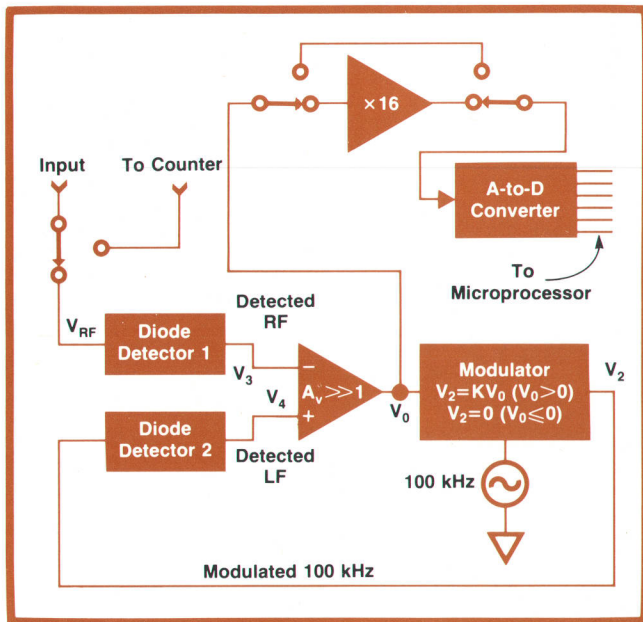 ×16
Input
To Counter
A-to-D
Converter
To
Microprocessor
V_RF
Diode
Detector 1
Detected
RF
V_3
V_4
A_v≫1
V_0
Modulator
V_2=KV_0 (V_0>0)
V_2=0 (V_0≤0)
V_2
Diode
Detector 2
Detected
LF
100 kHz
Modulated 100 kHz